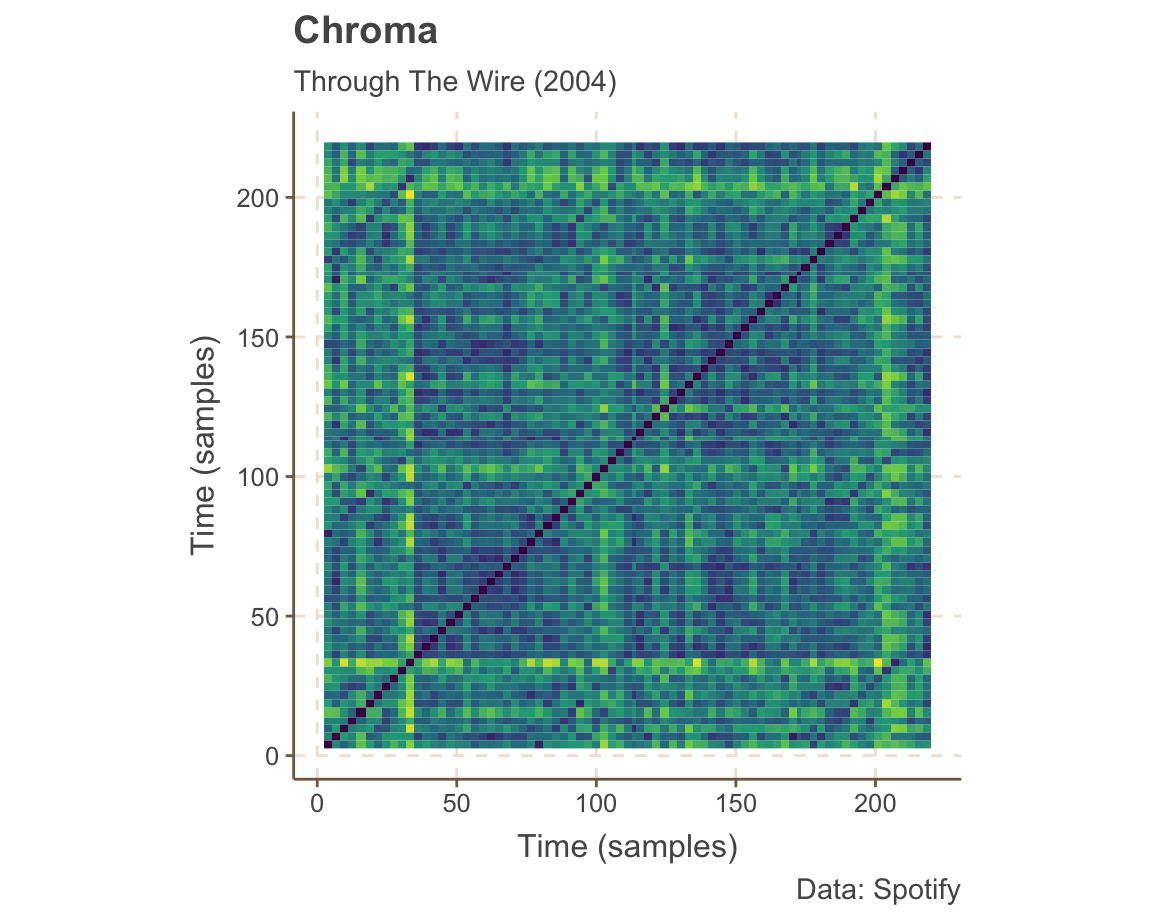 Chroma
Through The Wire (2004)
Time (samples)
200
150
100
50
0
0 50 100 150 200
Time (samples)
Data: Spotify